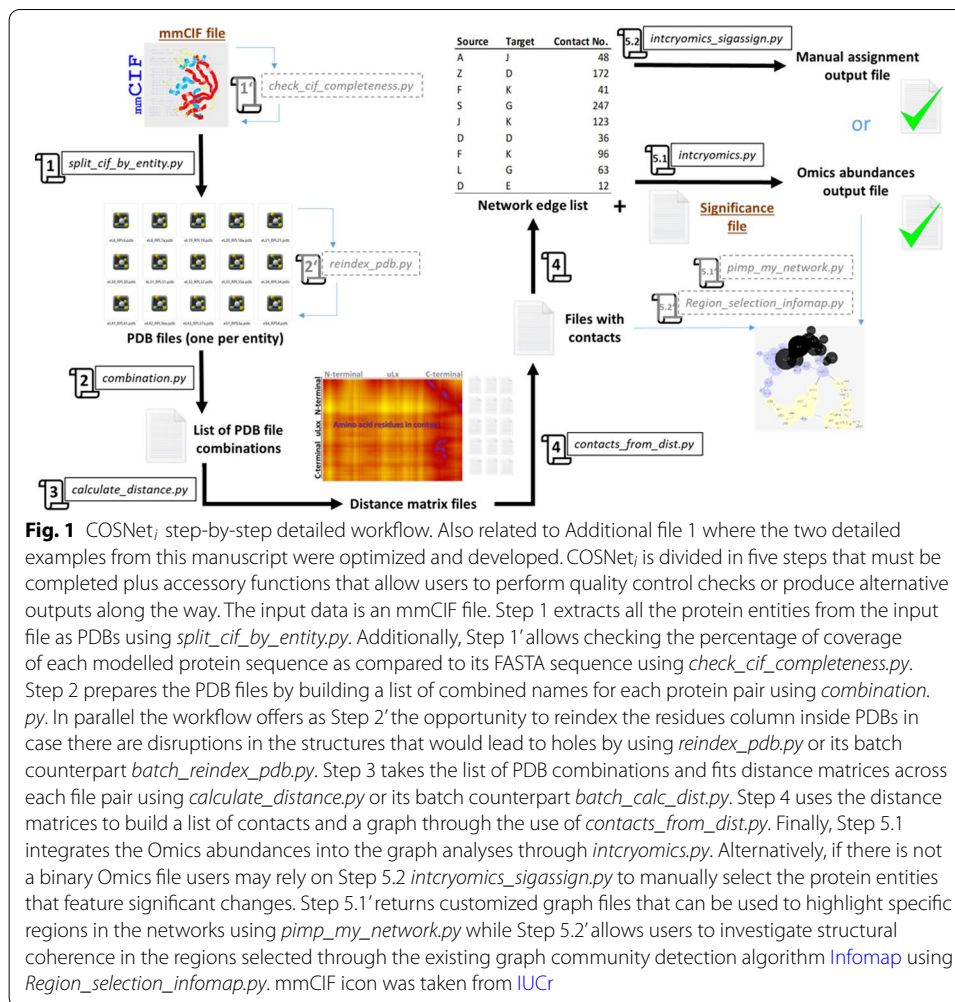 mmCIF file
mmCIF
1'
check_cif_completeness.py
1
split_cif_by_entity.py
2'
reindex_pdb.py
PDB files (one per entity)
2
combination.py
List of PDB file
combinations
3
calculate_distance.py
N-terminal uLx C-terminal
C-terminal uLxx N-terminal
Amino acid residues in contact
Distance matrix files
4
contacts_from_dist.py
Files with
contacts
4
Source Target Contact No.
A J 48
Z D 172
F K 41
S G 247
J K 123
D D 36
F K 96
L G 63
D E 12
Network edge list
+
Significance
file
5.2
intcryomics_sigassign.py
Manual assignment
output file
or
5.1
intcryomics.py
Omics abundances
output file
5.1'
pimp_my_network.py
5.2'
Region_selection_infomap.py
Fig. 1 COSNeti step-by-step detailed workflow. Also related to Additional file 1 where the two detailed
examples from this manuscript were optimized and developed. COSNeti is divided in five steps that must be
completed plus accessory functions that allow users to perform quality control checks or produce alternative
outputs along the way. The input data is an mmCIF file. Step 1 extracts all the protein entities from the input
file as PDBs using split_cif_by_entity.py. Additionally, Step 1' allows checking the percentage of coverage
of each modelled protein sequence as compared to its FASTA sequence using check_cif_completeness.py.
Step 2 prepares the PDB files by building a list of combined names for each protein pair using combination.
py. In parallel the workflow offers as Step 2' the opportunity to reindex the residues column inside PDBs in
case there are disruptions in the structures that would lead to holes by using reindex_pdb.py or its batch
counterpart batch_reindex_pdb.py. Step 3 takes the list of PDB combinations and fits distance matrices across
each file pair using calculate_distance.py or its batch counterpart batch_calc_dist.py. Step 4 uses the distance
matrices to build a list of contacts and a graph through the use of contacts_from_dist.py. Finally, Step 5.1
integrates the Omics abundances into the graph analyses through intcryomics.py. Alternatively, if there is not
a binary Omics file users may rely on Step 5.2 intcryomics_sigassign.py to manually select the protein entities
that feature significant changes. Step 5.1' returns customized graph files that can be used to highlight specific
regions in the networks using pimp_my_network.py while Step 5.2' allows users to investigate structural
coherence in the regions selected through the existing graph community detection algorithm Infomap using
Region_selection_infomap.py. mmCIF icon was taken from IUCr